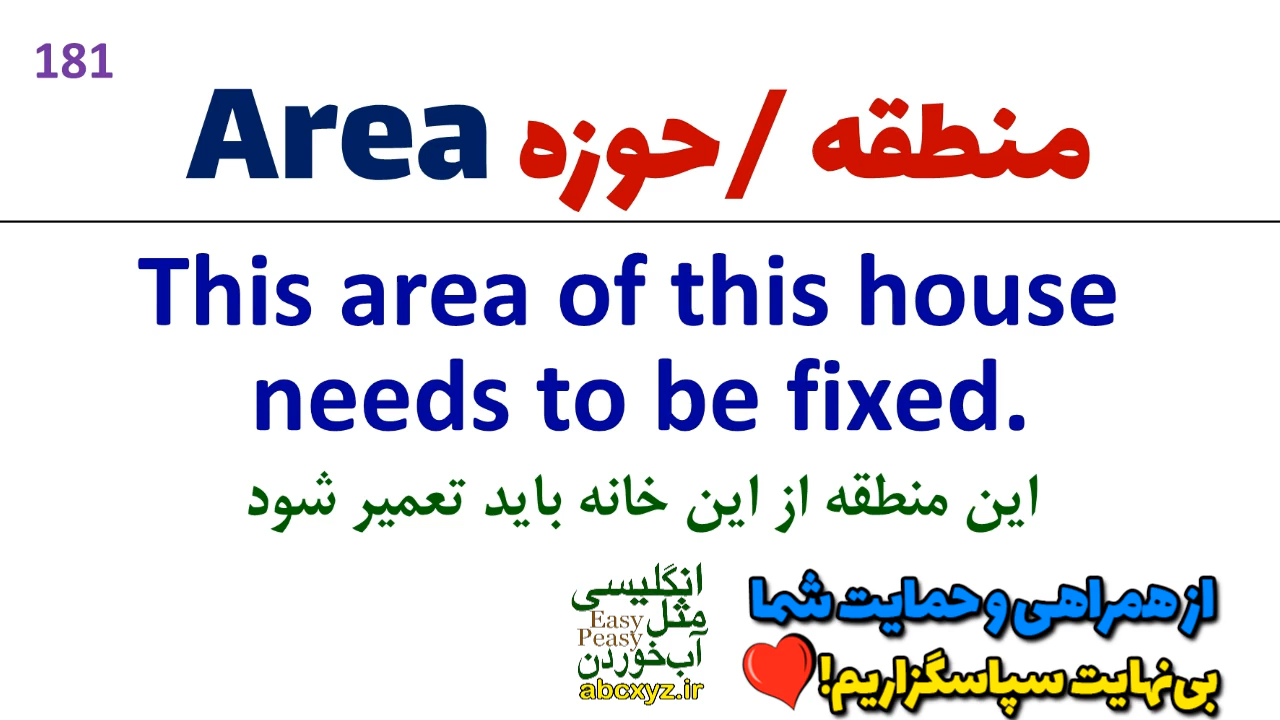 181
Area منطقه /حوزه
This area of this house
needs to be fixed.
این منطقه از این خانه باید تعمیر شود
انگلیسی
مثل Easy
Peasy
آب‌خوردن
abcxyz.ir
از همراهی و حمایت شما
بی‌نهایت سپاسگزاریم!